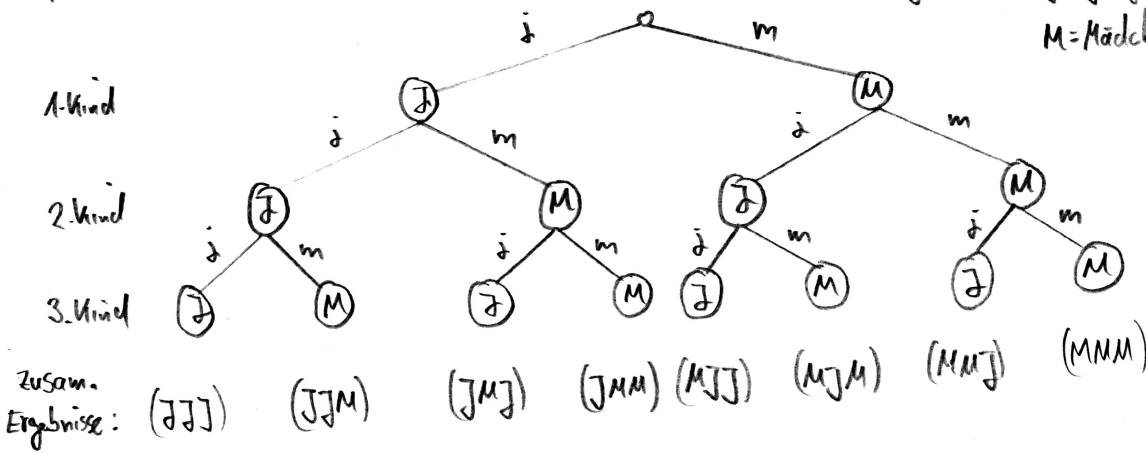 M=Mädch
j m
1.Kind J M
j m j m
2.Kind J M J M
j m j m j m j m
3.Kind J M J M J M J M
Zusam.
Ergebnisse: (JJJ) (JJM) (JMJ) (JMM) (MJJ) (MJM) (MMJ) (MMM)